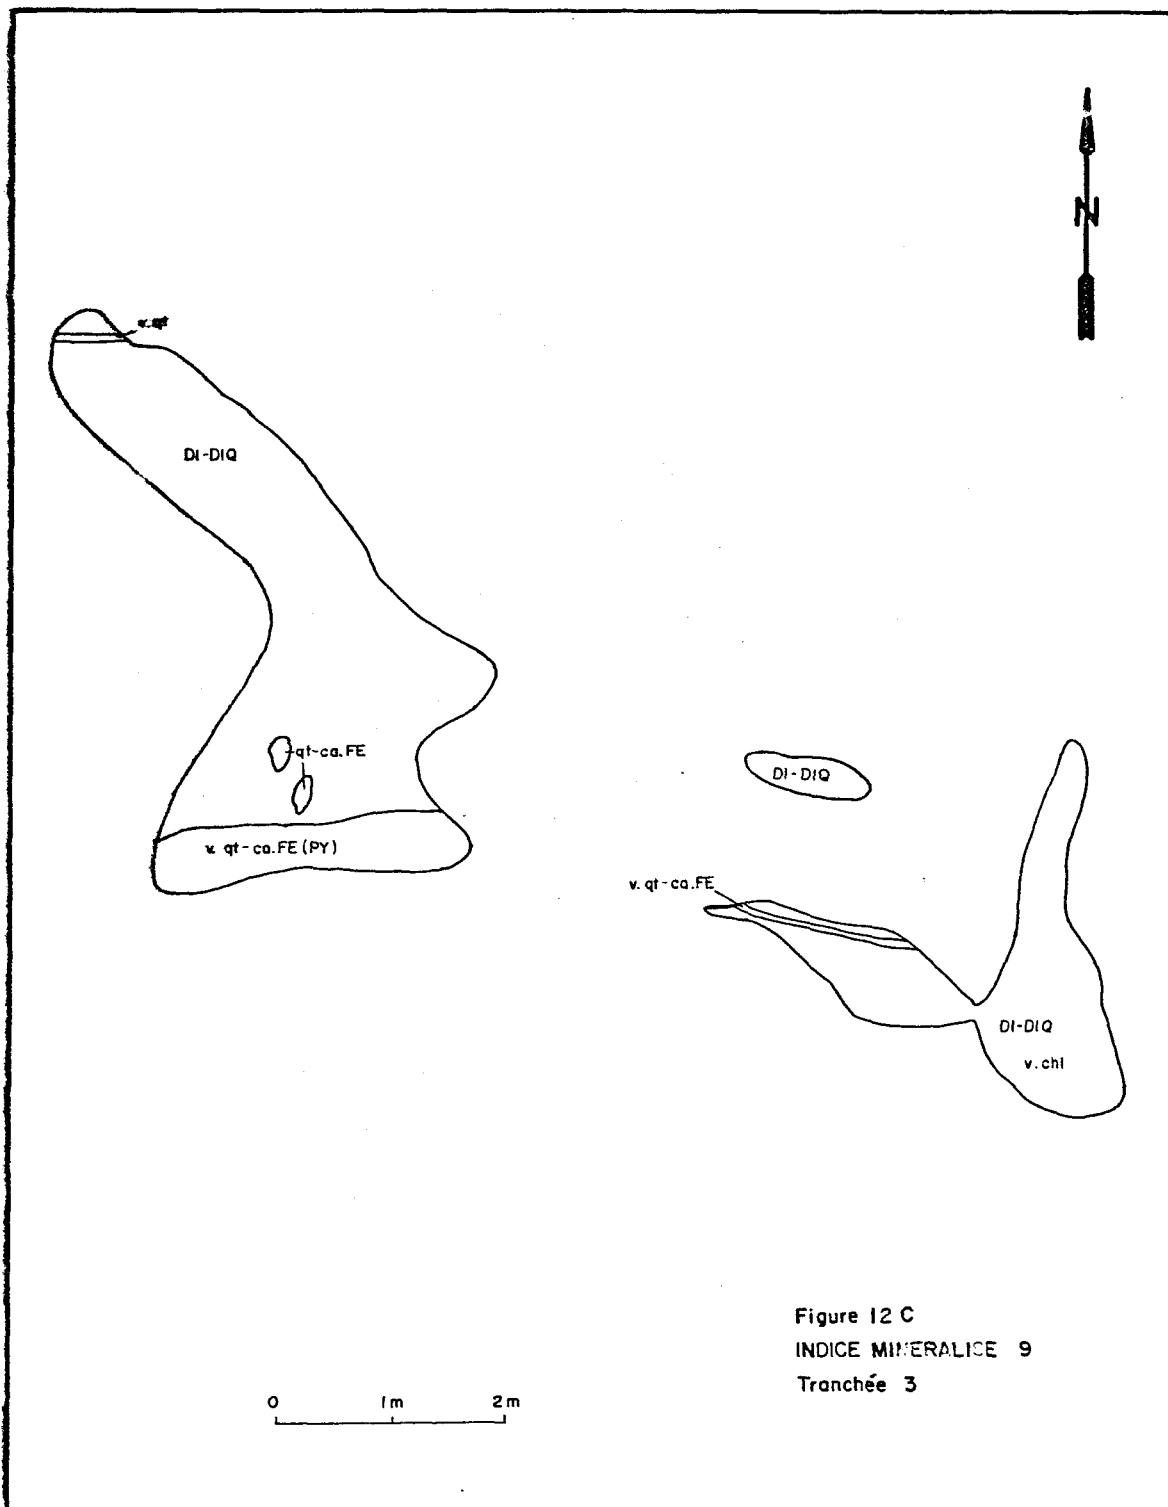 N
v. qt
DI-DIQ
qt-ca.FE
v. qt-ca.FE (PY)
DI-DIQ
v. qt-ca.FE
DI-DIQ
v. chl
Figure 12 C
INDICE MINERALISE 9
Tranchée 3
0 1m 2m